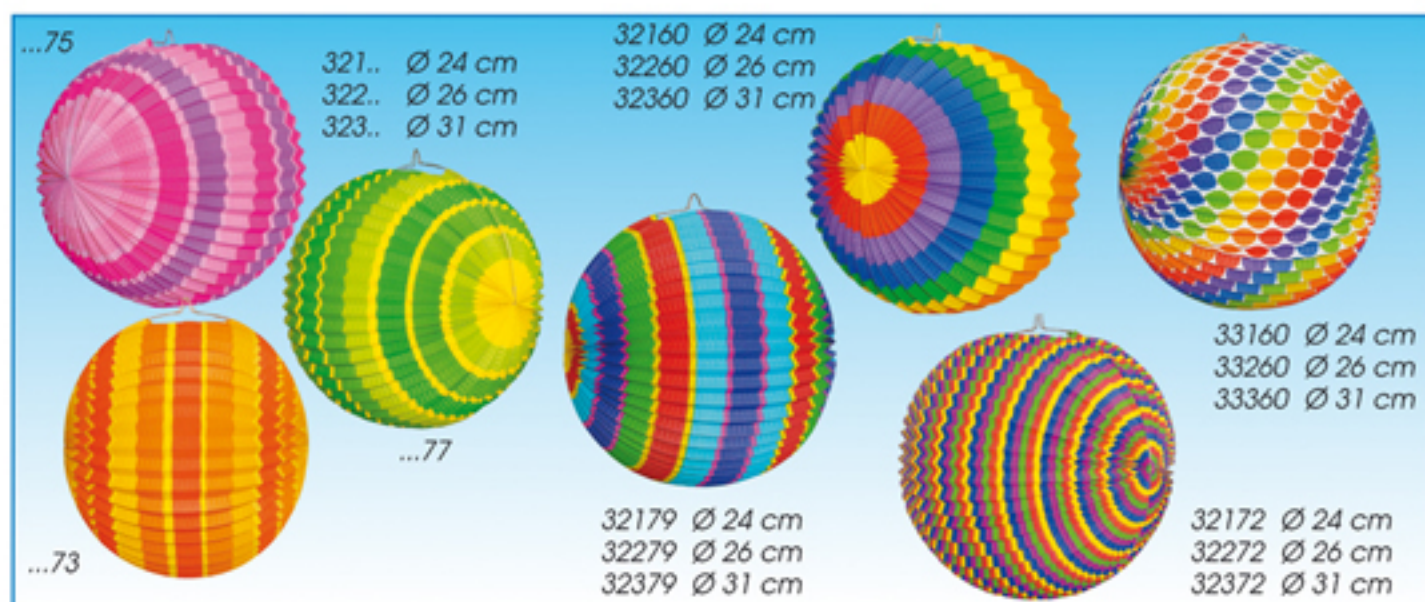 ...75
321.. Ø 24 cm
322.. Ø 26 cm
323.. Ø 31 cm
32160 Ø 24 cm
32260 Ø 26 cm
32360 Ø 31 cm
33160 Ø 24 cm
33260 Ø 26 cm
33360 Ø 31 cm
...77
...73
32179 Ø 24 cm
32279 Ø 26 cm
32379 Ø 31 cm
32172 Ø 24 cm
32272 Ø 26 cm
32372 Ø 31 cm